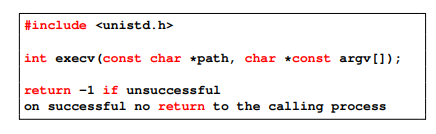 #include <unistd.h>
int execv(const char *path, char *const argv[]);
return −1 if unsuccessful
on successful no return to the calling process